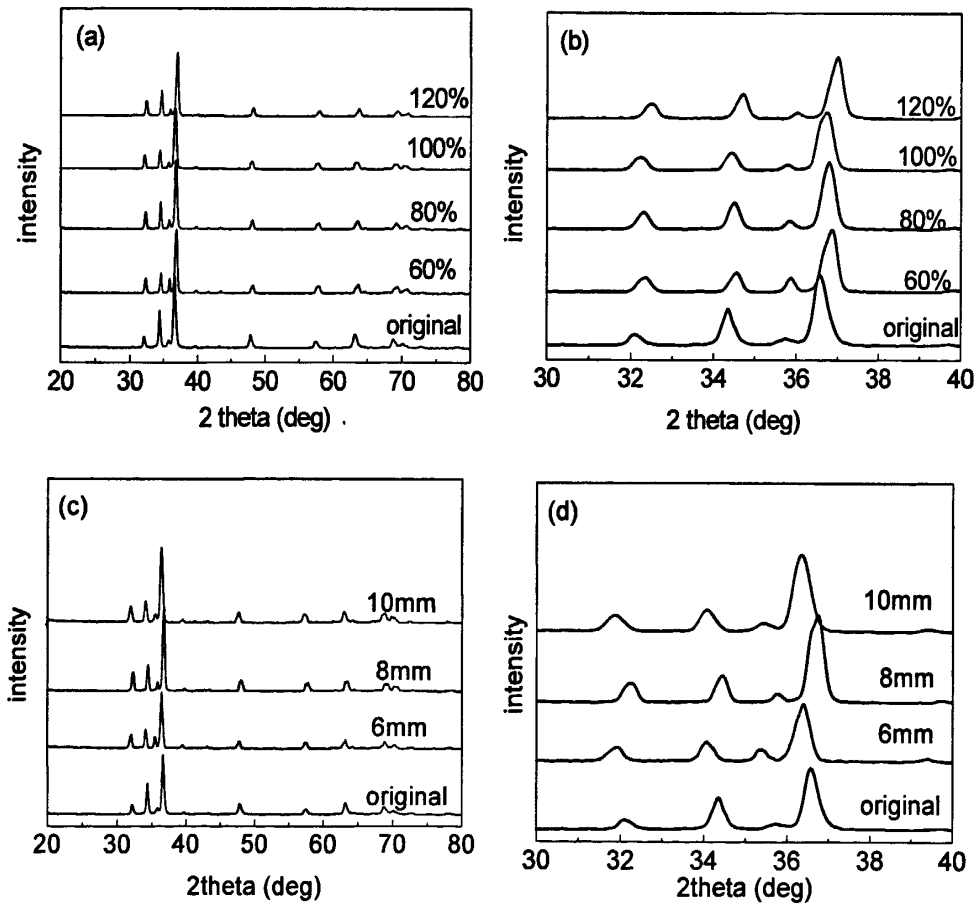 (a)
120%
100%
80%
60%
original
intensity
20 30 40 50 60 70 80
2 theta (deg)
(b)
120%
100%
80%
60%
original
intensity
30 32 34 36 38 40
2 theta (deg)
(c)
10mm
8mm
6mm
original
intensity
20 30 40 50 60 70 80
2theta (deg)
(d)
10mm
8mm
6mm
original
intensity
30 32 34 36 38 40
2theta (deg)